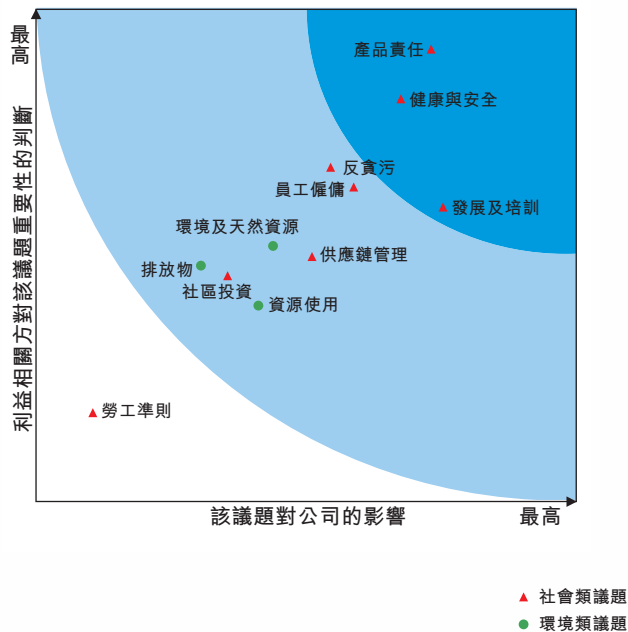 最高
利益相關方對該議題重要性的判斷
產品責任
健康與安全
反貪污
員工僱傭
發展及培訓
環境及天然資源
供應鏈管理
排放物
社區投資
資源使用
勞工準則
該議題對公司的影響
最高
社會類議題
環境類議題